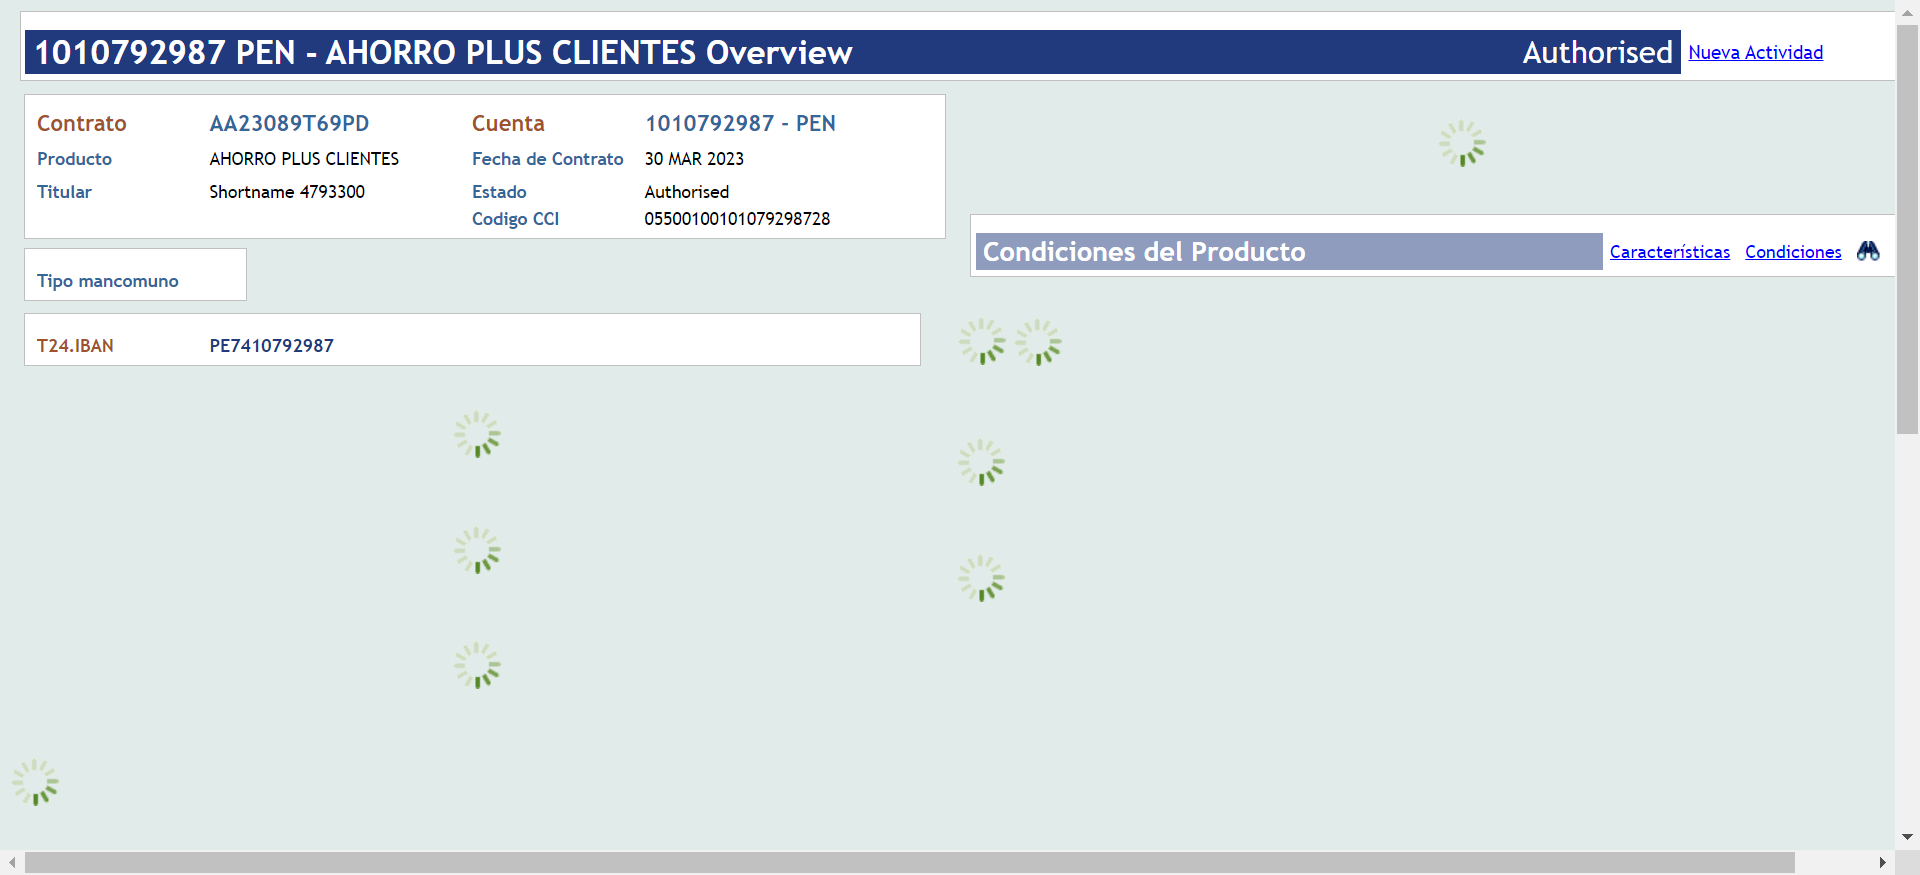 1010792987 PEN - AHORRO PLUS CLIENTES Overview Authorised Nueva Actividad
Contrato AA23089T69PD Cuenta 1010792987 - PEN
Producto AHORRO PLUS CLIENTES Fecha de Contrato 30 MAR 2023
Titular Shortname 4793300 Estado Authorised
Codigo CCI 05500100101079298728
Condiciones del Producto Características Condiciones
Tipo mancomuno
T24.IBAN PE7410792987